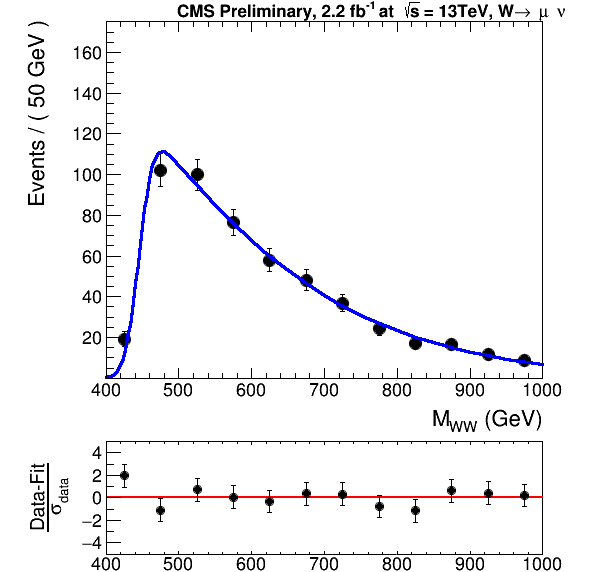 CMS Preliminary, 2.2 fb⁻¹ at √s = 13TeV, W→ μ ν
Events / ( 50 GeV )
160
140
120
100
80
60
40
20
400 500 600 700 800 900 1000
M_WW (GeV)
Data-Fit
σ_data
4
2
0
−2
−4
400 500 600 700 800 900 1000